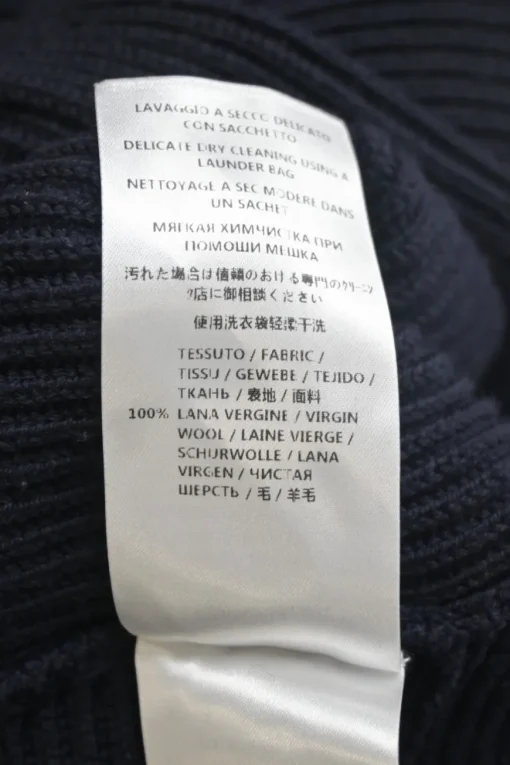 LAVAGGIO A SECCO DELICATO
CON SACCHETTO
DELICATE DRY CLEANING USING A
LAUNDER BAG
NETTOYAGE A SEC MODERE DANS
UN SACHET
МЯГКАЯ ХИМЧИСТКА ПРИ
ПОМОШИ МЕШКА
汚れた場合は信頼のおける専門のクリーニン
グ店に御相談ください
使用洗衣袋轻柔干洗
TESSUTO / FABRIC /
TISSU / GEWEBE / TEJIDO /
ТКАНЬ / 表地 / 面料
100% LANA VERGINE / VIRGIN
WOOL / LAINE VIERGE /
SCHURWOLLE / LANA
VIRGEN / ЧИСТАЯ
ШЕРСТЬ / 毛 / 羊毛